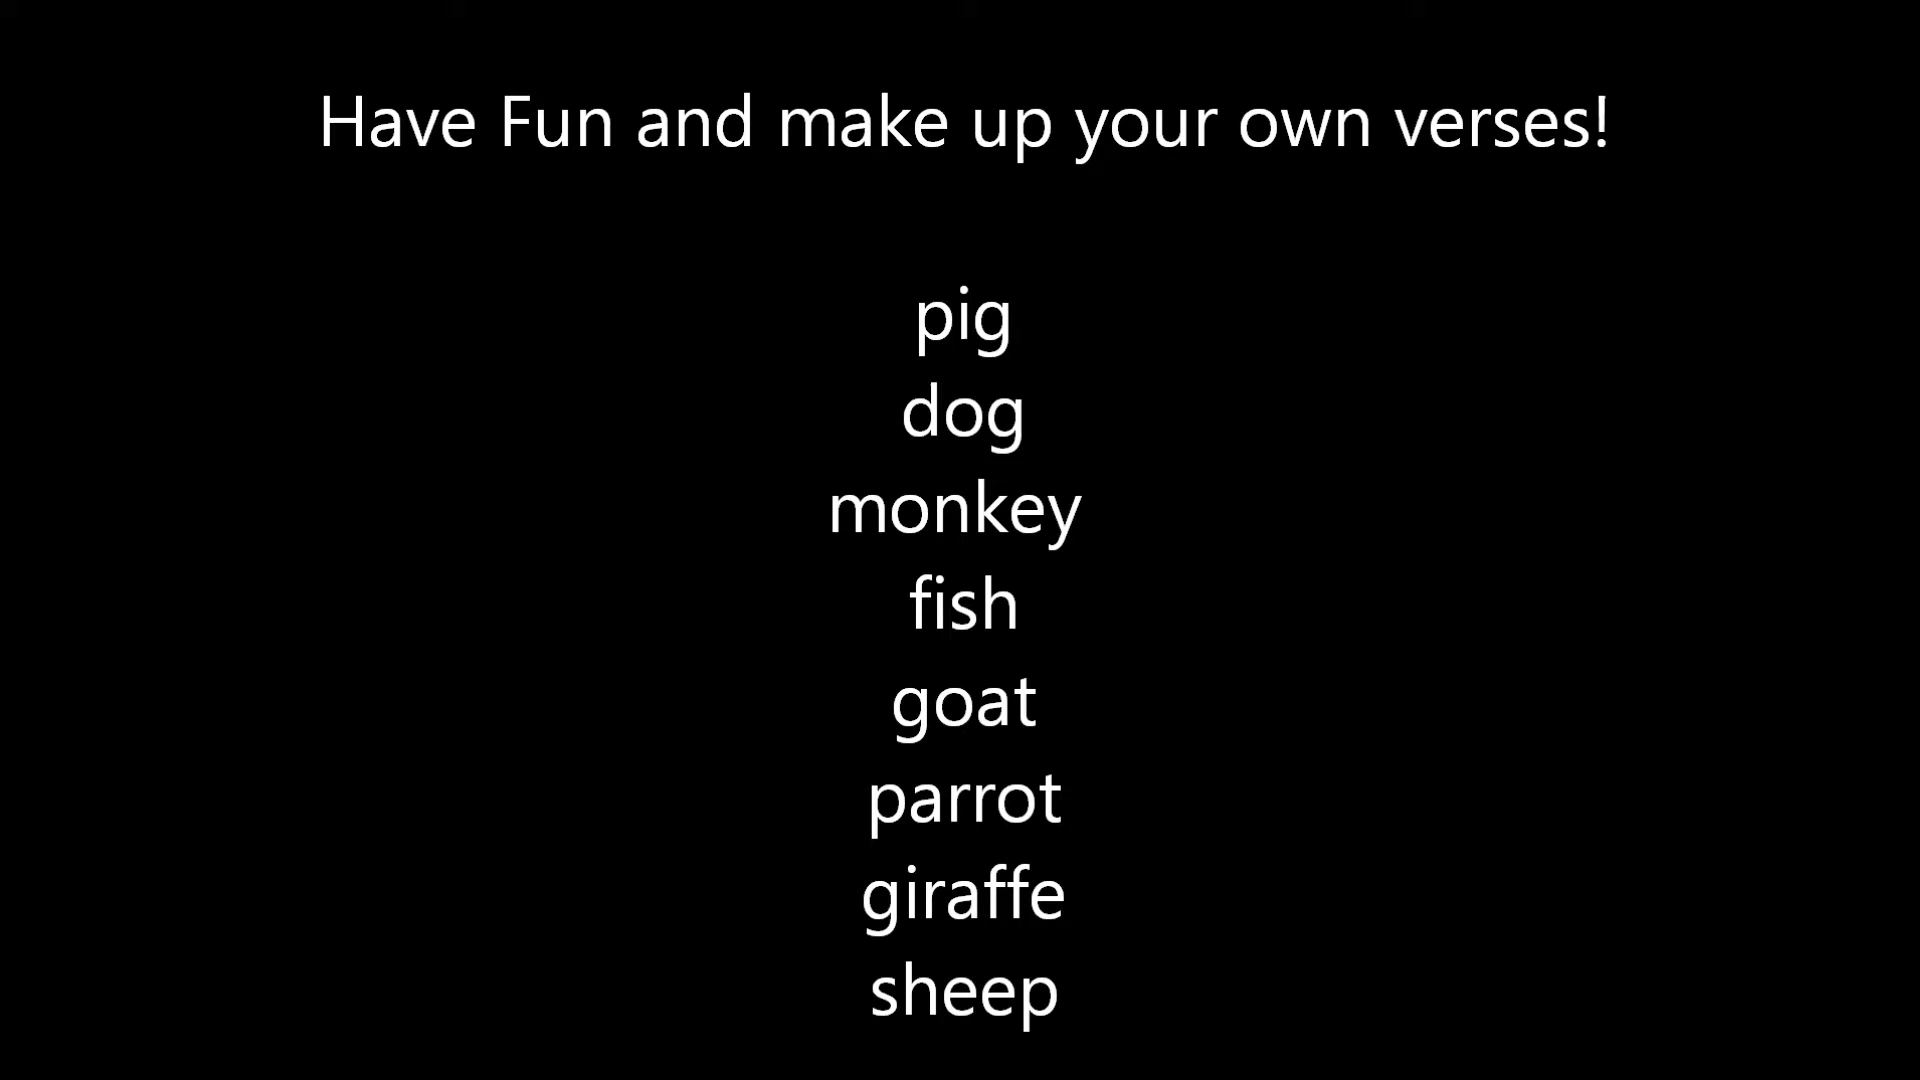 Have Fun and make up your own verses!
pig
dog
monkey
fish
goat
parrot
giraffe
sheep